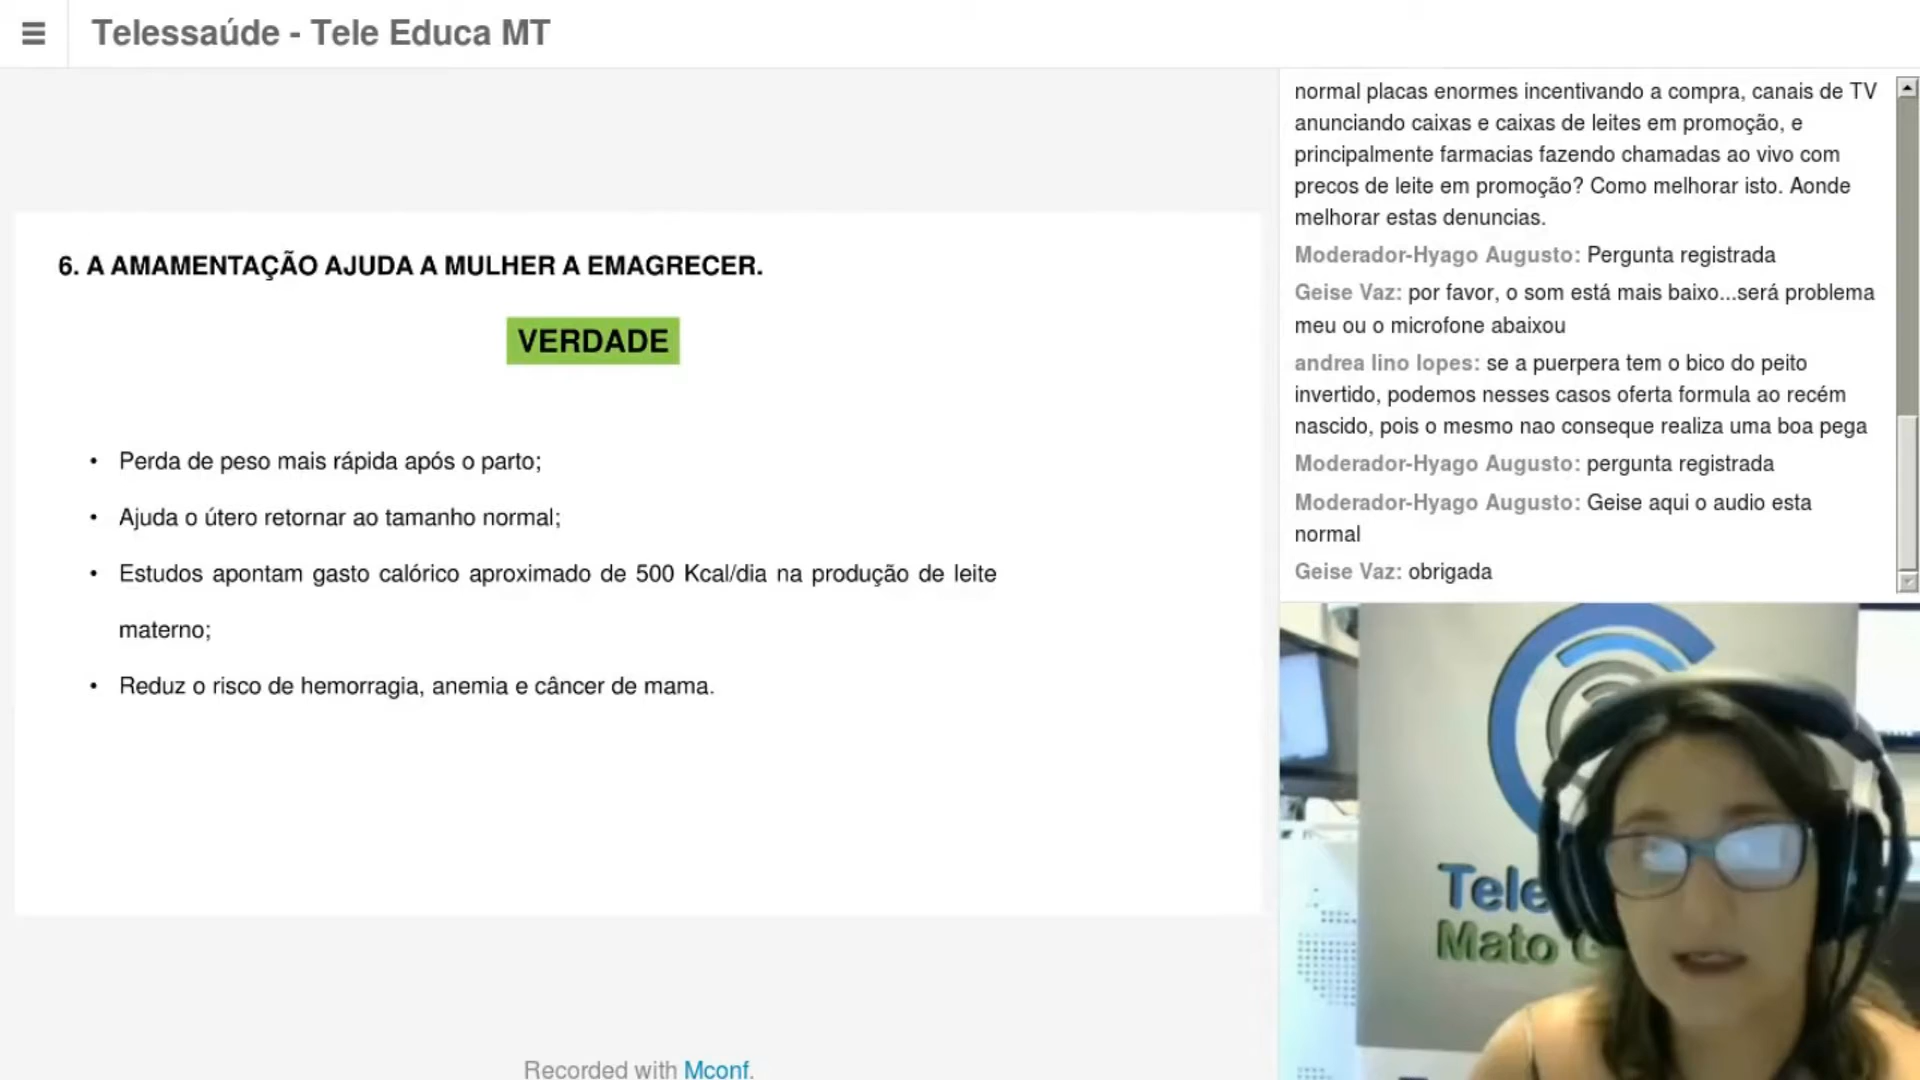 Telessaúde - Tele Educa MT
6. A AMAMENTAÇÃO AJUDA A MULHER A EMAGRECER.
VERDADE
• Perda de peso mais rápida após o parto;
• Ajuda o útero retornar ao tamanho normal;
• Estudos apontam gasto calórico aproximado de 500 Kcal/dia na produção de leite
materno;
• Reduz o risco de hemorragia, anemia e câncer de mama.
Recorded with Mconf.
normal placas enormes incentivando a compra, canais de TV
anunciando caixas e caixas de leites em promoção, e
principalmente farmacias fazendo chamadas ao vivo com
precos de leite em promoção? Como melhorar isto. Aonde
melhorar estas denuncias.
Moderador-Hyago Augusto: Pergunta registrada
Geise Vaz: por favor, o som está mais baixo...será problema
meu ou o microfone abaixou
andrea lino lopes: se a puerpera tem o bico do peito
invertido, podemos nesses casos oferta formula ao recém
nascido, pois o mesmo nao conseque realiza uma boa pega
Moderador-Hyago Augusto: pergunta registrada
Moderador-Hyago Augusto: Geise aqui o audio esta
normal
Geise Vaz: obrigada
Tele
Mato G